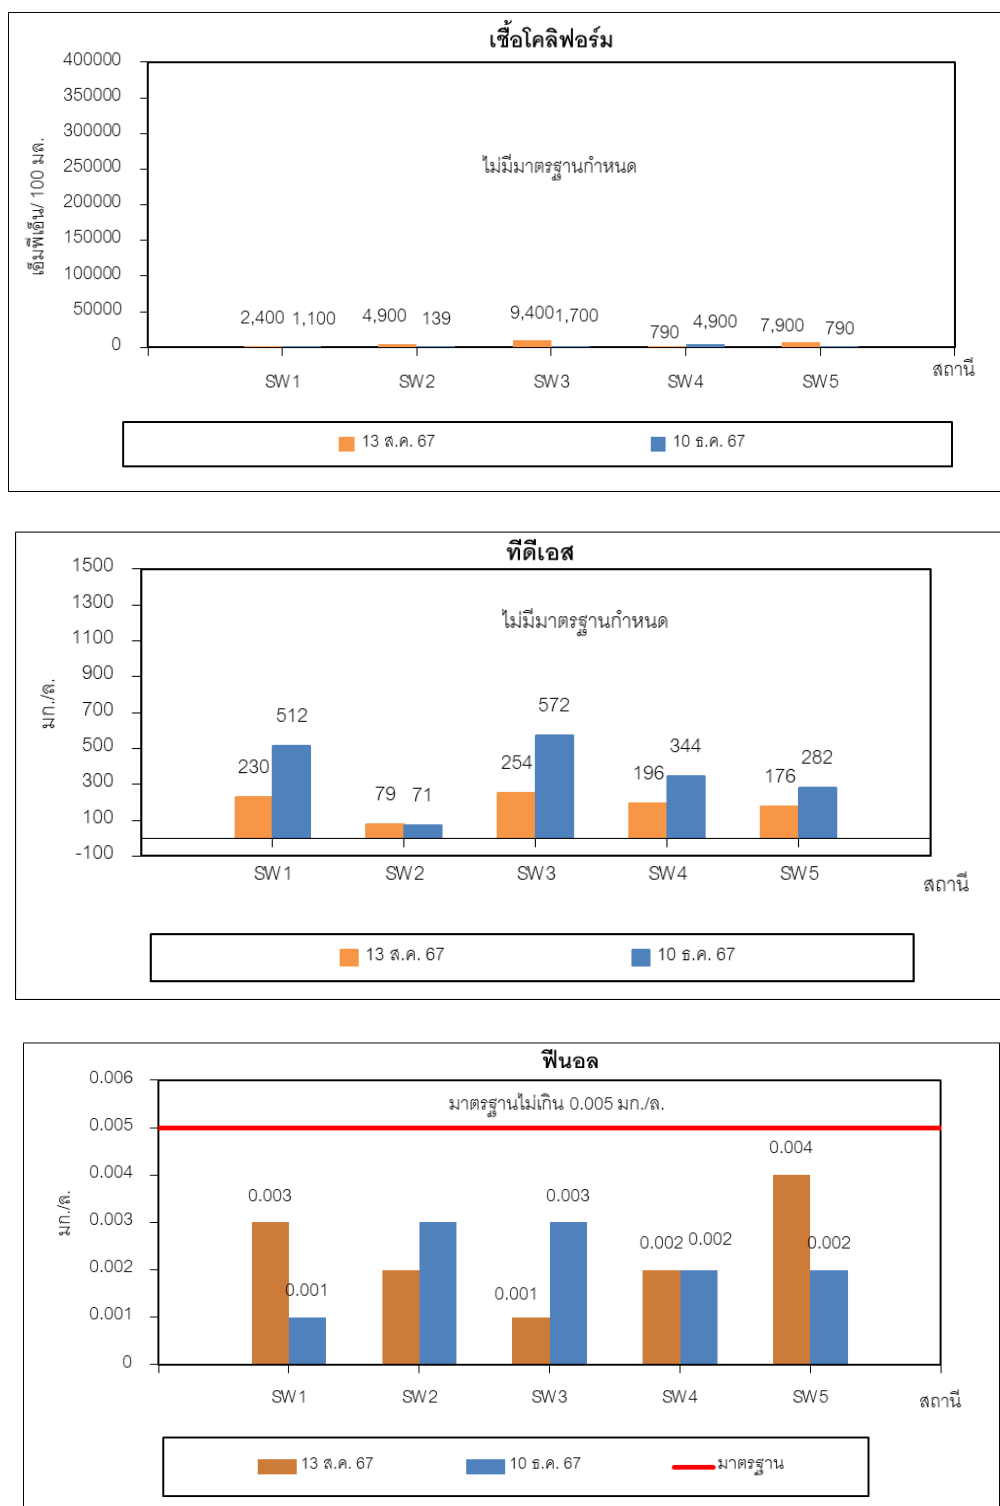 เชื้อโคลิฟอร์ม
400000
350000
300000
250000
200000
150000
100000
50000
0
เอ็มพีเอ็น/ 100 มล.
ไม่มีมาตรฐานกำหนด
2,400 1,100 4,900 139 9,400 1,700 790 4,900 7,900 790
SW1 SW2 SW3 SW4 SW5
สถานี
13 ส.ค. 67 10 ธ.ค. 67
ทีดีเอส
1500
1300
1100
900
700
500
300
100
-100
มก./ล.
ไม่มีมาตรฐานกำหนด
230 512 79 71 254 572 196 344 176 282
SW1 SW2 SW3 SW4 SW5
สถานี
13 ส.ค. 67 10 ธ.ค. 67
ฟีนอล
0.006
0.005
0.004
0.003
0.002
0.001
0
มก./ล.
มาตรฐานไม่เกิน 0.005 มก./ล.
0.003 0.001 0.001 0.003 0.002 0.002 0.004 0.002
SW1 SW2 SW3 SW4 SW5
สถานี
13 ส.ค. 67 10 ธ.ค. 67 มาตรฐาน